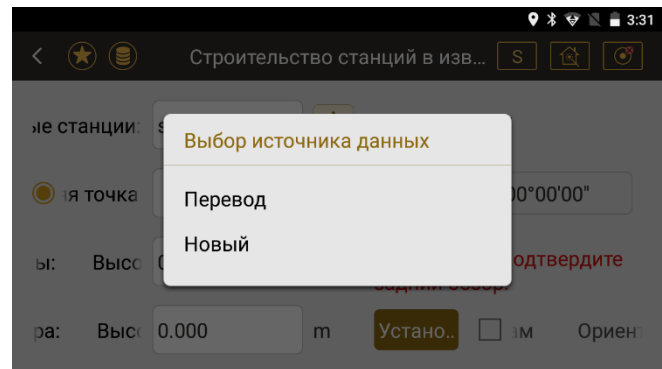 3:31
Строительство станций в изв... S
ые станции:
Выбор источника данных
я точка
00°00'00"
Перевод
Новый
ы: Высо
одтвердите
ра: Высо 0.000 m Устано.. ам Ориен